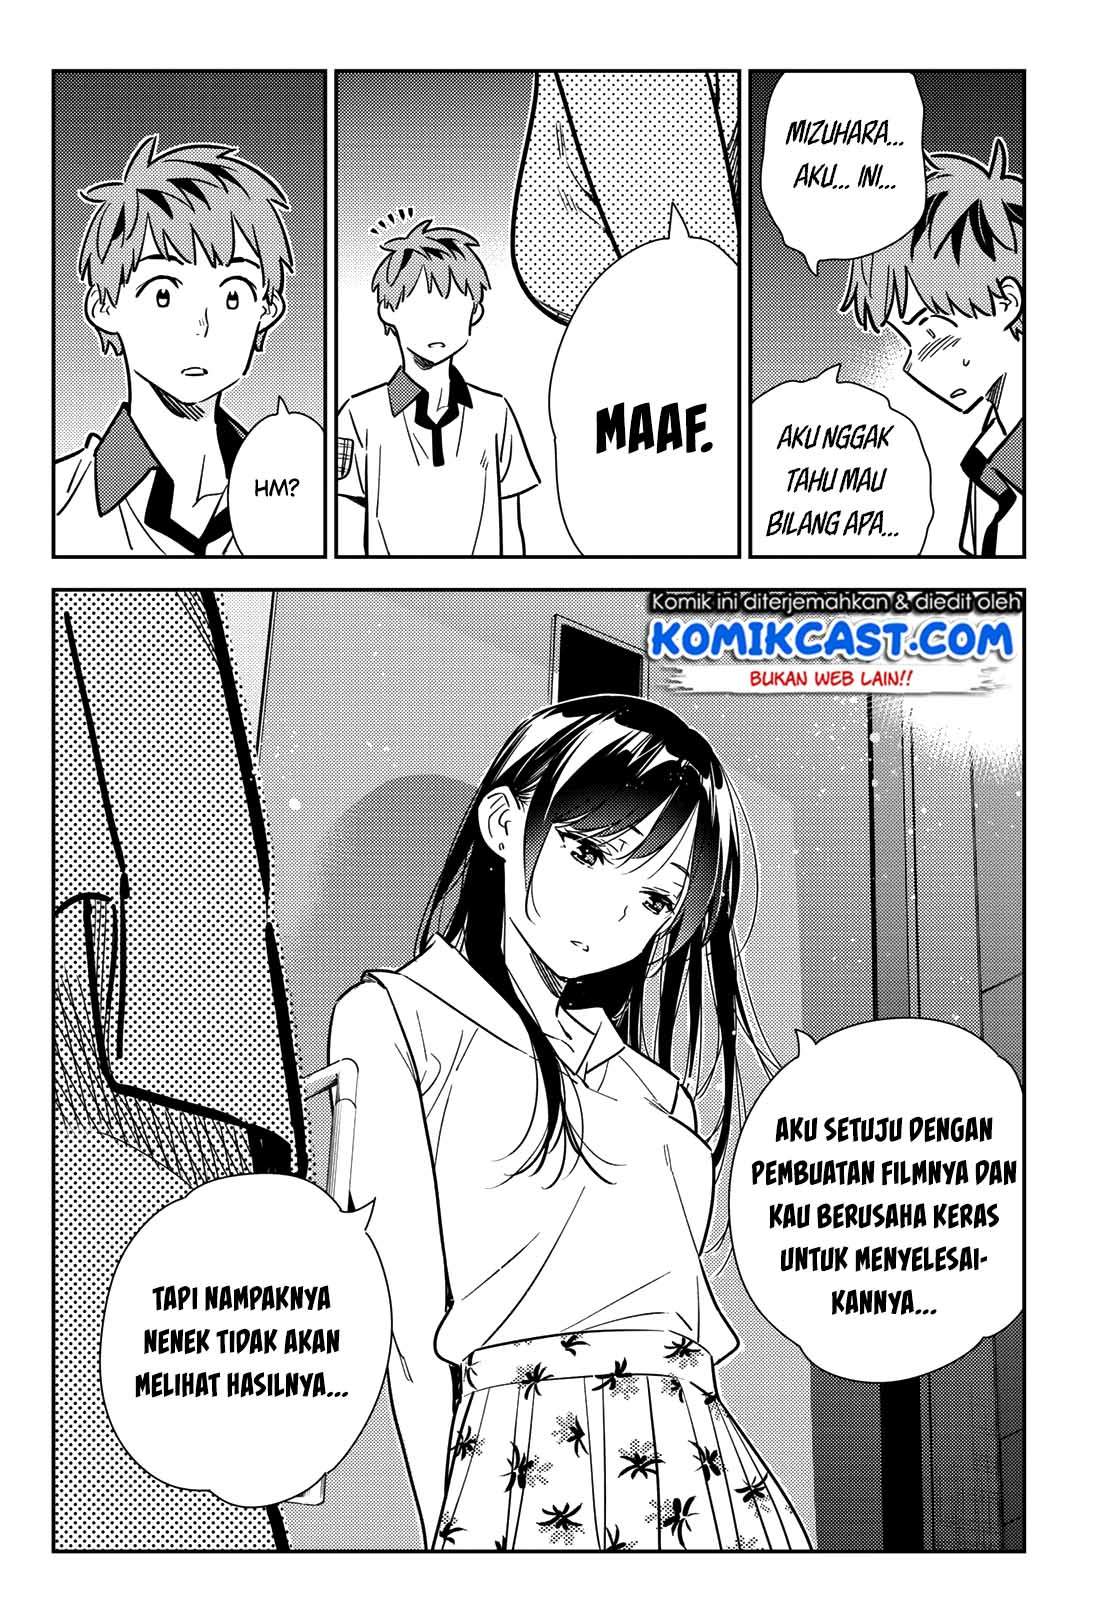 MIZUHARA...
AKU... INI...
AKU NGGAK
TAHU MAU
BILANG APA...
MAAF.
HM?
Komik ini diterjemahkan & diedit oleh
KOMIKCAST.COM
BUKAN WEB LAIN!!
AKU SETUJU DENGAN
PEMBUATAN FILMNYA DAN
KAU BERUSAHA KERAS
UNTUK MENYELESAI-
KANNYA...
TAPI NAMPAKNYA
NENEK TIDAK AKAN
MELIHAT HASILNYA...